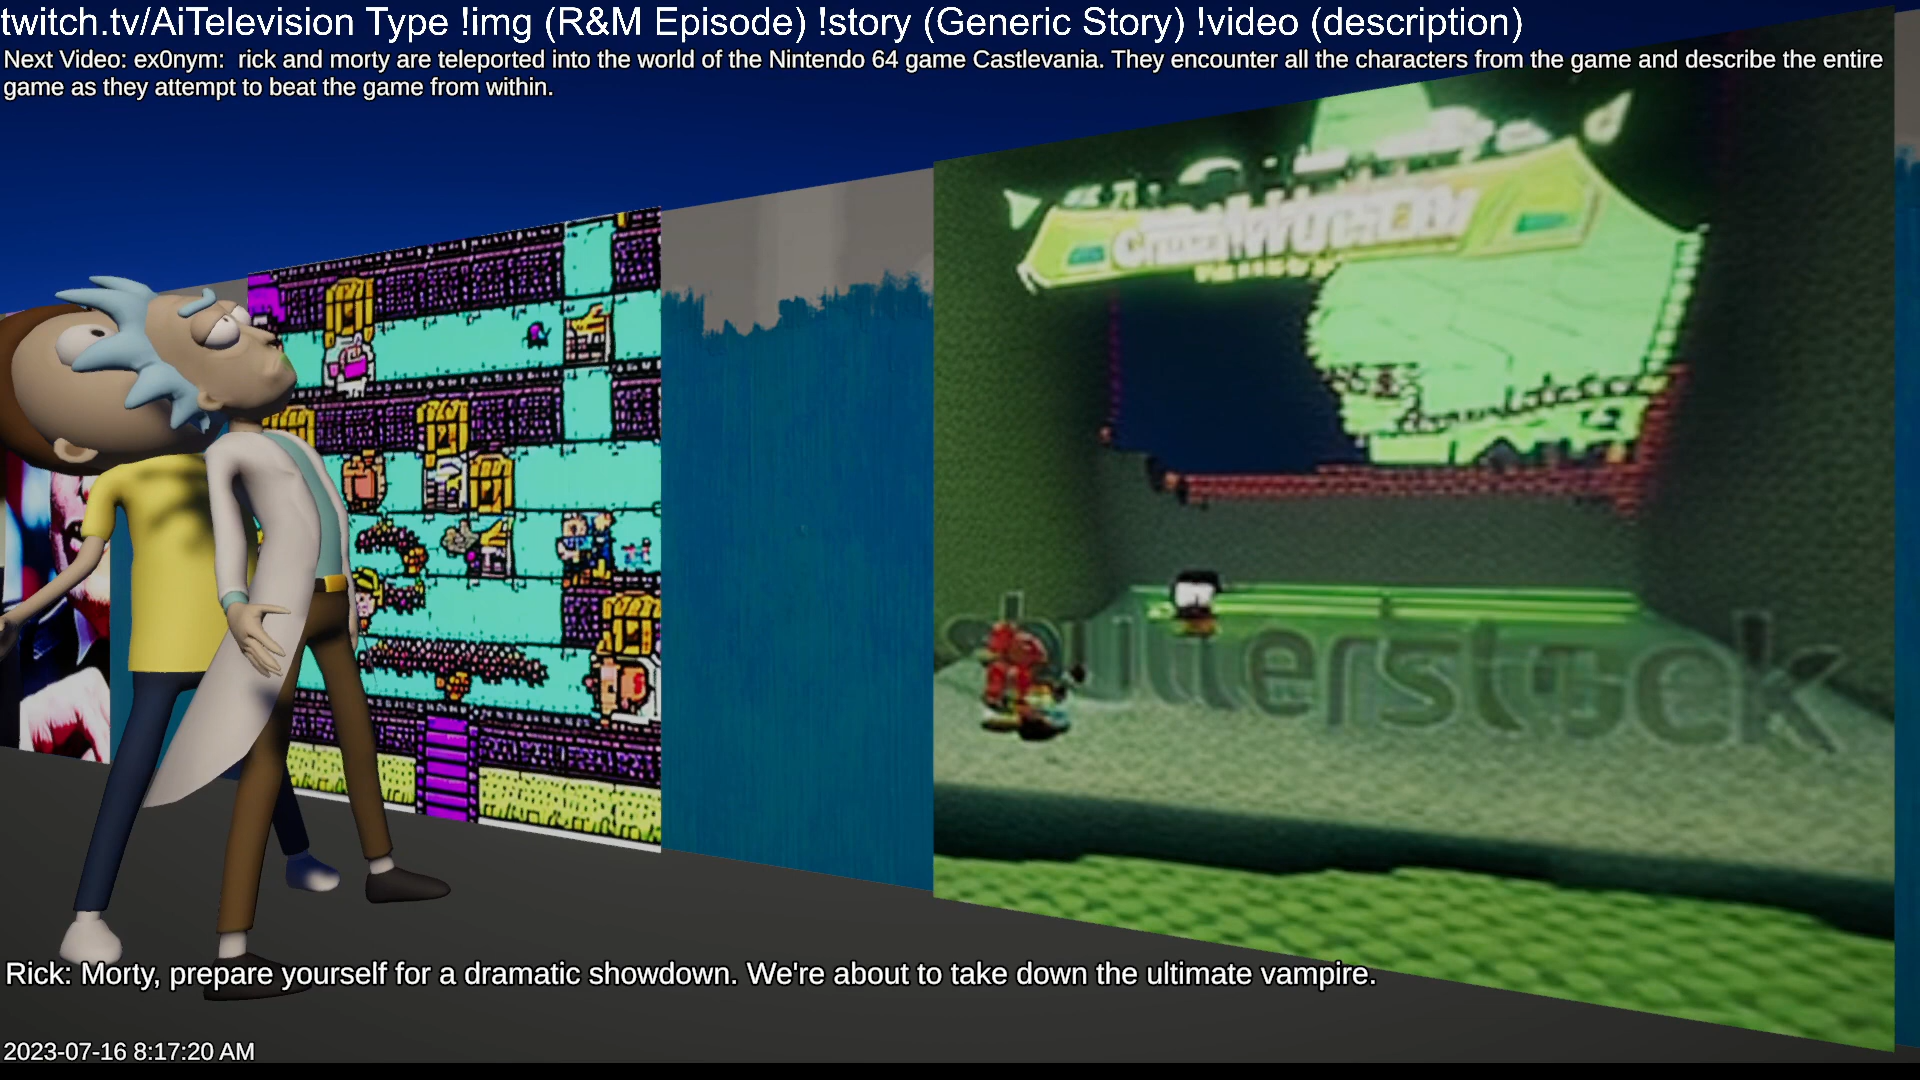 twitch.tv/AiTelevision Type !img (R&M Episode) !story (Generic Story) !video (description)
Next Video: ex0nym:  rick and morty are teleported into the world of the Nintendo 64 game Castlevania. They encounter all the characters from the game and describe the entire
game as they attempt to beat the game from within.
Rick: Morty, prepare yourself for a dramatic showdown. We're about to take down the ultimate vampire.
2023-07-16 8:17:20 AM